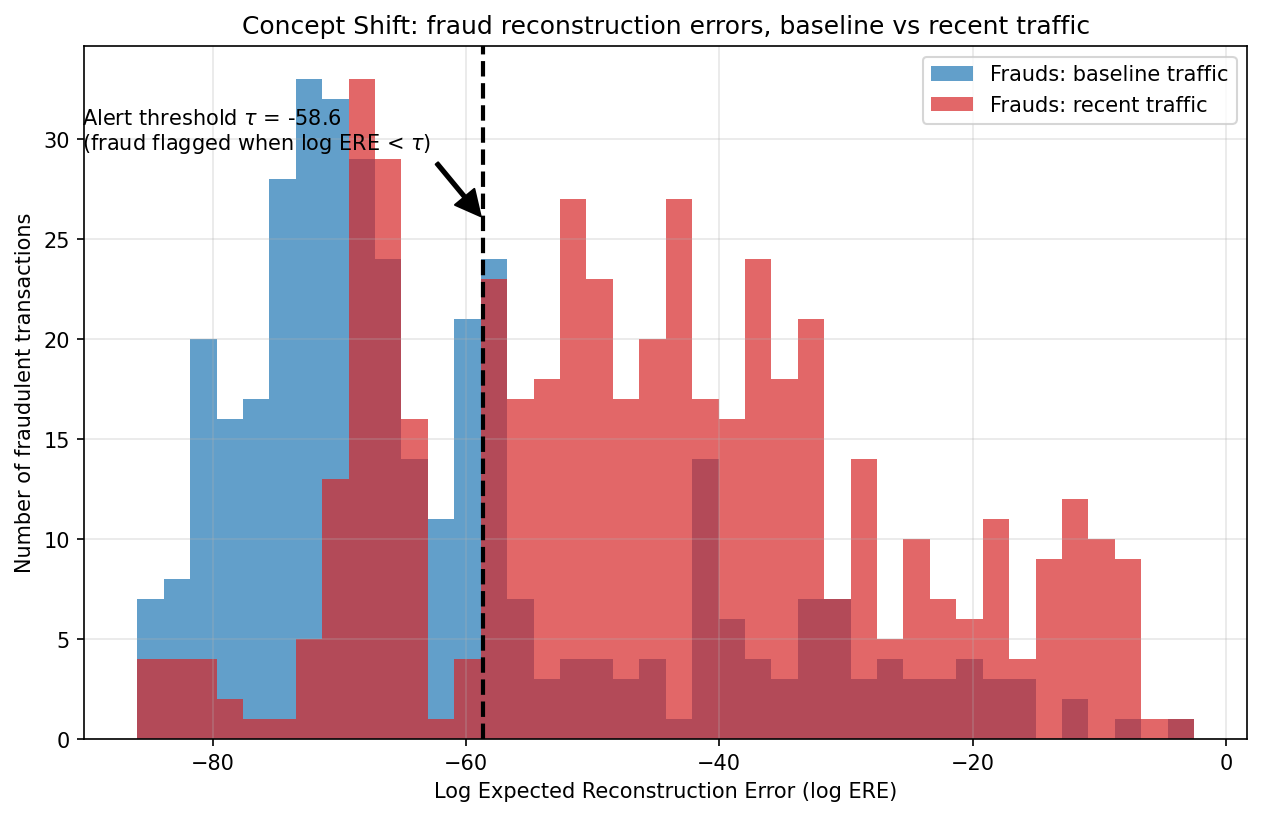 Concept Shift: fraud reconstruction errors, baseline vs recent traffic
Frauds: baseline traffic
Frauds: recent traffic
Alert threshold τ = -58.6
(fraud flagged when log ERE < τ)
Number of fraudulent transactions
30
25
20
15
10
5
0
−80
−60
−40
−20
0
Log Expected Reconstruction Error (log ERE)